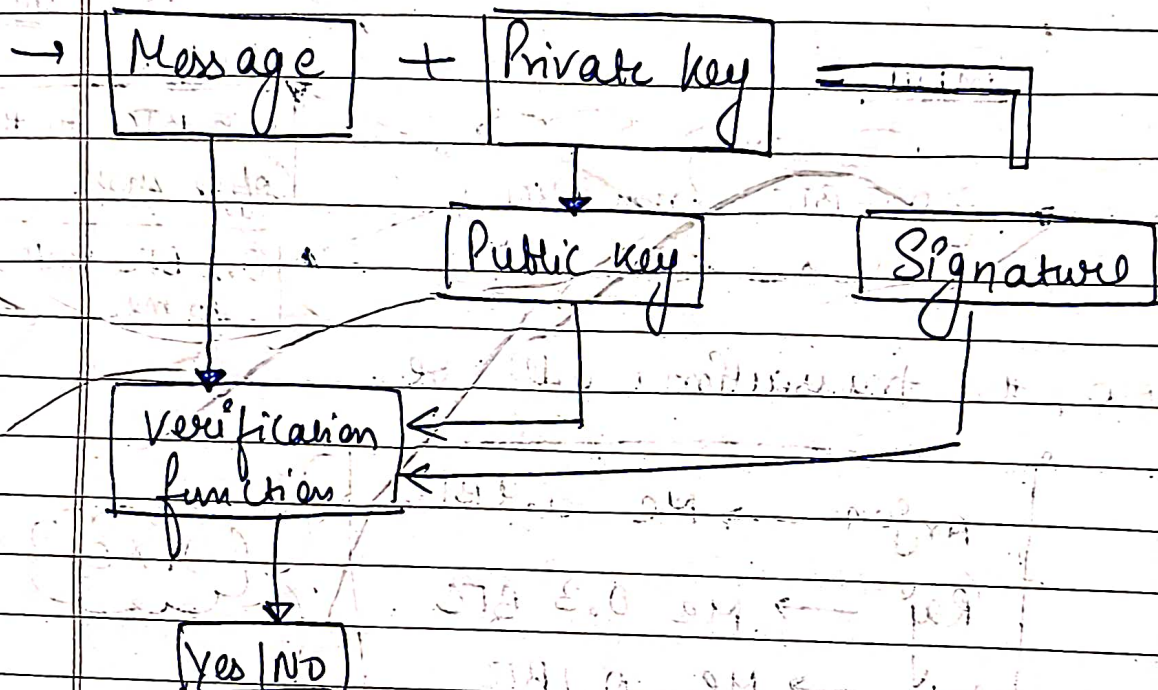 → Message + Private key
Public key
Signature
Verification
function
Yes | No